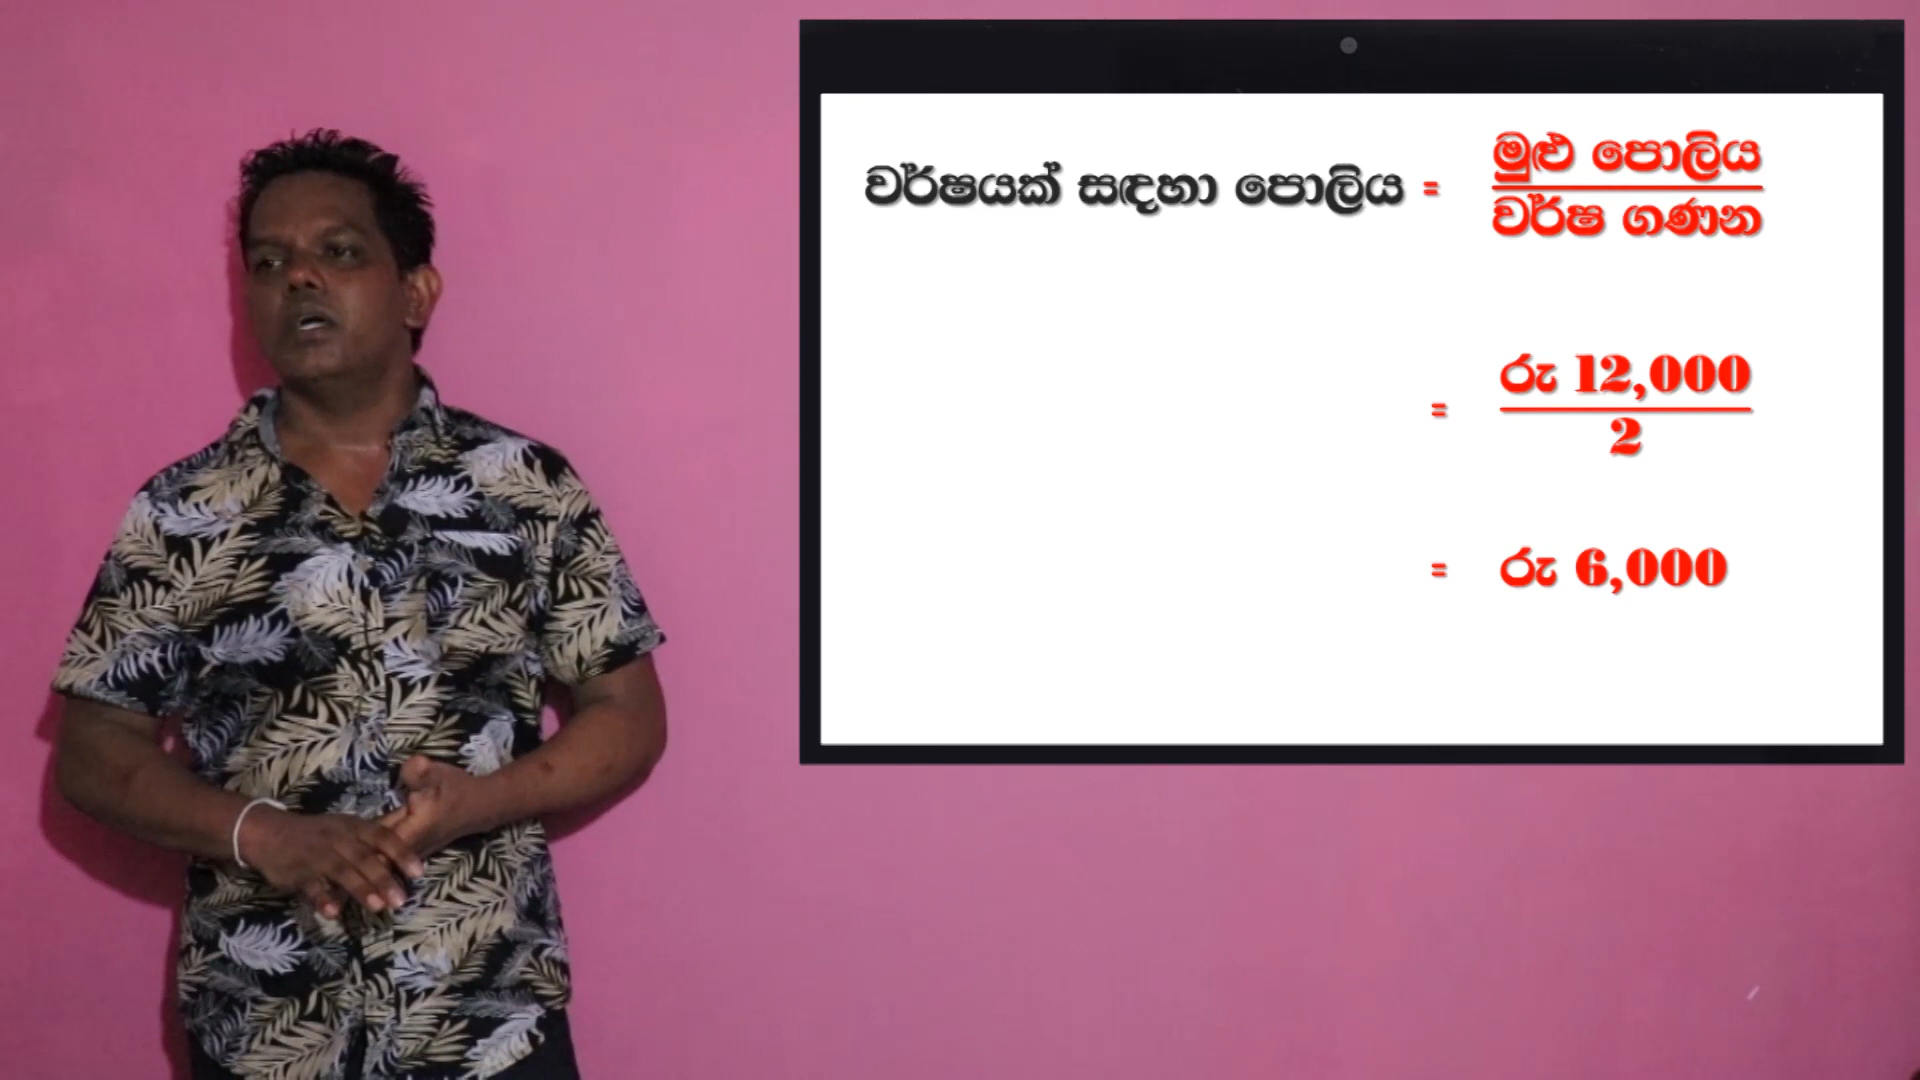 වර්ෂයක් සඳහා පොලිය = මුළු පොලිය
වර්ෂ ගණන
= රු 12,000
2
= රු 6,000